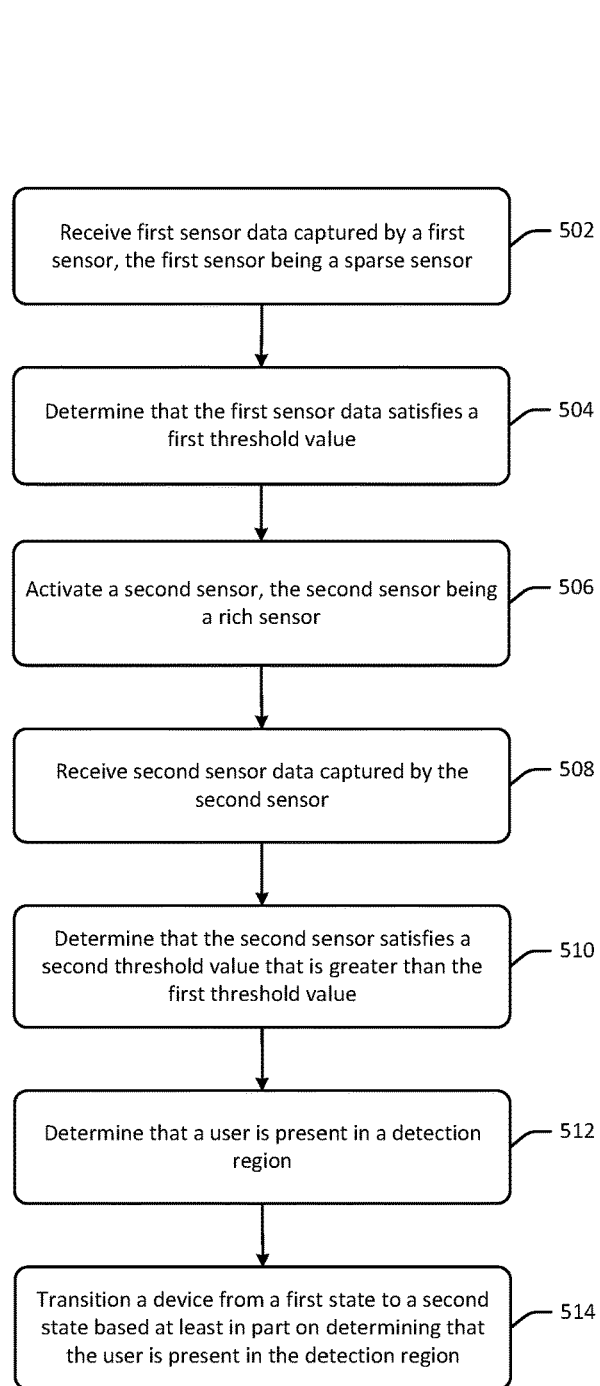 Receive first sensor data captured by a first
sensor, the first sensor being a sparse sensor
502
Determine that the first sensor data satisfies a
first threshold value
504
Activate a second sensor, the second sensor being
a rich sensor
506
Receive second sensor data captured by the
second sensor
508
Determine that the second sensor satisfies a
second threshold value that is greater than the
first threshold value
510
Determine that a user is present in a detection
region
512
Transition a device from a first state to a second
state based at least in part on determining that
the user is present in the detection region
514